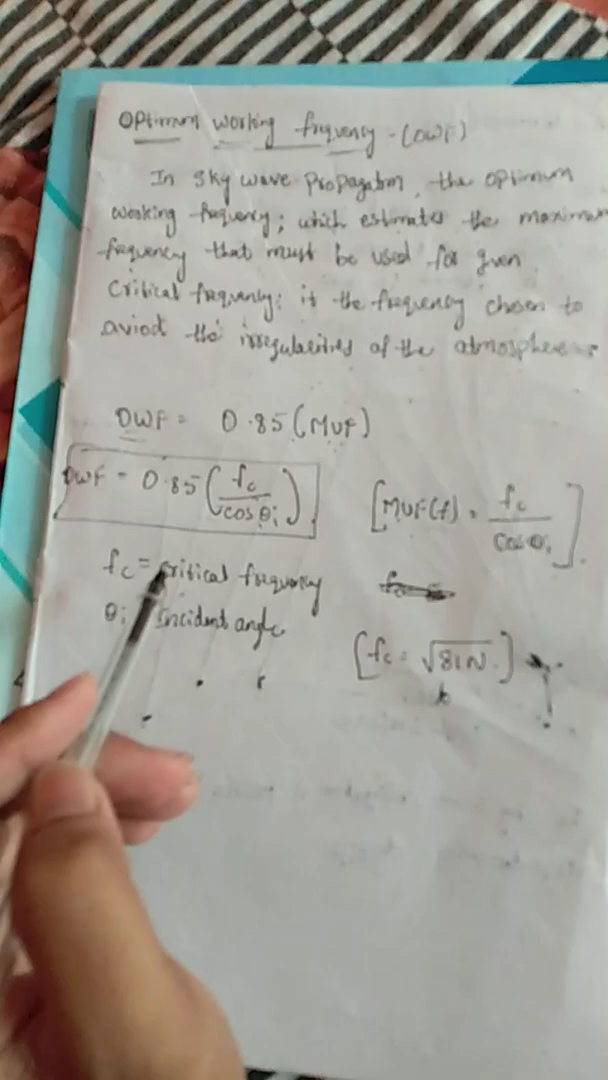 Optimum working frequency - (OWF)
In sky wave propagation, the optimum
working frequency; which estimates the maximum
frequency that must be used for given
critical frequency: it the frequency chosen to
aviod the irregularities of the atmosphere.
OWF = 0.85 (MUF)
OWF = 0.85 (fc / cos θi)
[MUF(f) = fc / cos θi]
fc = critical frequency
θi incident angle
[fc = √81N]